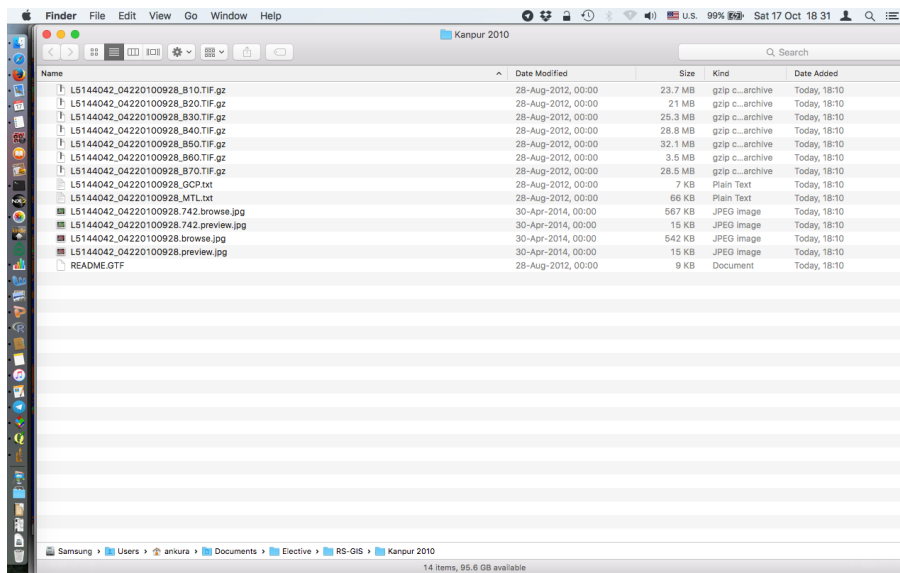 Finder File Edit View Go Window Help U.S. 99% Sat 17 Oct 18 31
Kanpur 2010
Search
Name Date Modified Size Kind Date Added
L5144042_04220100928_B10.TIF.gz 28-Aug-2012, 00:00 23.7 MB gzip c...archive Today, 18:10
L5144042_04220100928_B20.TIF.gz 28-Aug-2012, 00:00 21 MB gzip c...archive Today, 18:10
L5144042_04220100928_B30.TIF.gz 28-Aug-2012, 00:00 25.3 MB gzip c...archive Today, 18:10
L5144042_04220100928_B40.TIF.gz 28-Aug-2012, 00:00 28.8 MB gzip c...archive Today, 18:10
L5144042_04220100928_B50.TIF.gz 28-Aug-2012, 00:00 32.1 MB gzip c...archive Today, 18:10
L5144042_04220100928_B60.TIF.gz 28-Aug-2012, 00:00 3.5 MB gzip c...archive Today, 18:10
L5144042_04220100928_B70.TIF.gz 28-Aug-2012, 00:00 28.5 MB gzip c...archive Today, 18:10
L5144042_04220100928_GCP.txt 28-Aug-2012, 00:00 7 KB Plain Text Today, 18:10
L5144042_04220100928_MTL.txt 28-Aug-2012, 00:00 66 KB Plain Text Today, 18:10
L5144042_04220100928.742.browse.jpg 30-Apr-2014, 00:00 567 KB JPEG image Today, 18:10
L5144042_04220100928.742.preview.jpg 30-Apr-2014, 00:00 15 KB JPEG image Today, 18:10
L5144042_04220100928.browse.jpg 30-Apr-2014, 00:00 542 KB JPEG image Today, 18:10
L5144042_04220100928.preview.jpg 30-Apr-2014, 00:00 15 KB JPEG image Today, 18:10
README.GTF 28-Aug-2012, 00:00 9 KB Document Today, 18:10
Samsung › Users › ankura › Documents › Elective › RS-GIS › Kanpur 2010
14 items, 95.6 GB available